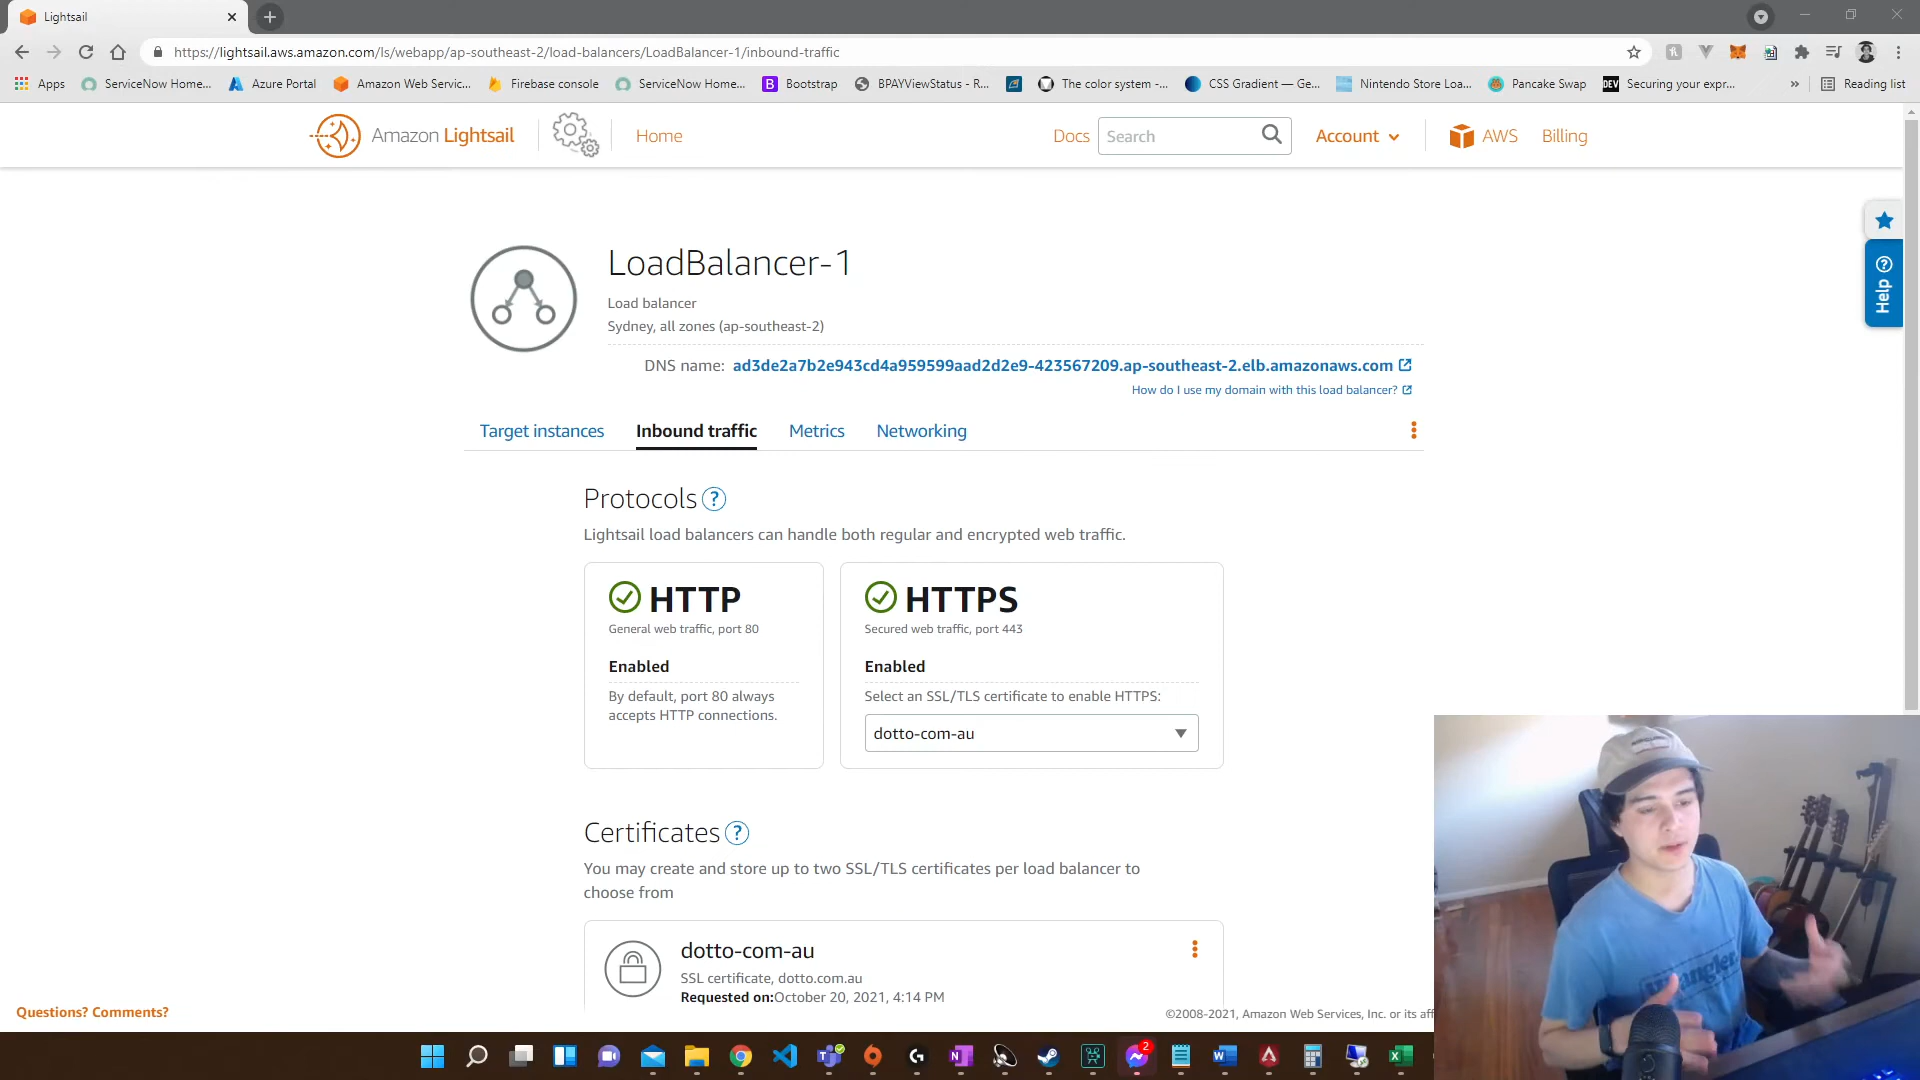 Lightsail
https://lightsail.aws.amazon.com/ls/webapp/ap-southeast-2/load-balancers/LoadBalancer-1/inbound-traffic
Apps
ServiceNow Home...
Azure Portal
Amazon Web Servic...
Firebase console
ServiceNow Home...
B
Bootstrap
BPAYViewStatus - R...
The color system -...
CSS Gradient — Ge...
Nintendo Store Loa...
Pancake Swap
DEV
Securing your expr...
»
Reading list
Amazon Lightsail
Home
Docs
Search
Account
AWS
Billing
Help
LoadBalancer-1
Load balancer
Sydney, all zones (ap-southeast-2)
DNS name: ad3de2a7b2e943cd4a959599aad2d2e9-423567209.ap-southeast-2.elb.amazonaws.com
How do I use my domain with this load balancer?
Target instances
Inbound traffic
Metrics
Networking
Protocols ?
Lightsail load balancers can handle both regular and encrypted web traffic.
HTTP
General web traffic, port 80
Enabled
By default, port 80 always
accepts HTTP connections.
HTTPS
Secured web traffic, port 443
Enabled
Select an SSL/TLS certificate to enable HTTPS:
dotto-com-au
Certificates ?
You may create and store up to two SSL/TLS certificates per load balancer to
choose from
dotto-com-au
SSL certificate, dotto.com.au
Requested on:October 20, 2021, 4:14 PM
Questions? Comments?
©2008-2021, Amazon Web Services, Inc. or its aff
wrangler
2